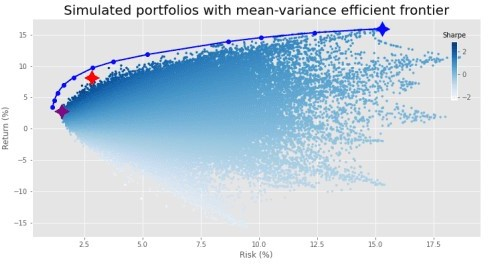 Simulated portfolios with mean-variance efficient frontier
Sharpe
2
0
−2
Return (%)
15
10
5
0
−5
−10
−15
2.5 5.0 7.5 10.0 12.5 15.0 17.5
Risk (%)